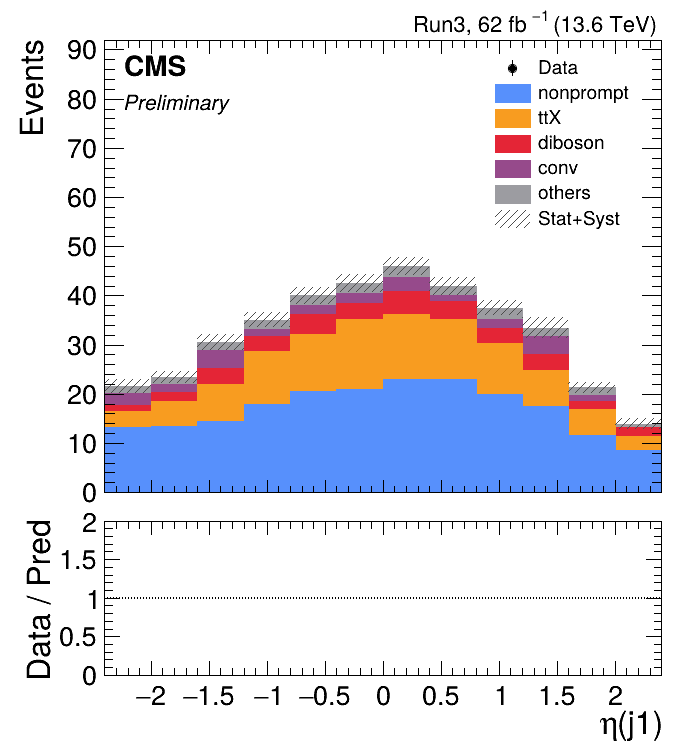 Run3, 62 fb⁻¹ (13.6 TeV)
CMS
Preliminary
Data
nonprompt
ttX
diboson
conv
others
Stat+Syst
Events
90
80
70
60
50
40
30
20
10
0
Data / Pred
2
1.5
1
0.5
0
−2 −1.5 −1 −0.5 0 0.5 1 1.5 2
η(j1)